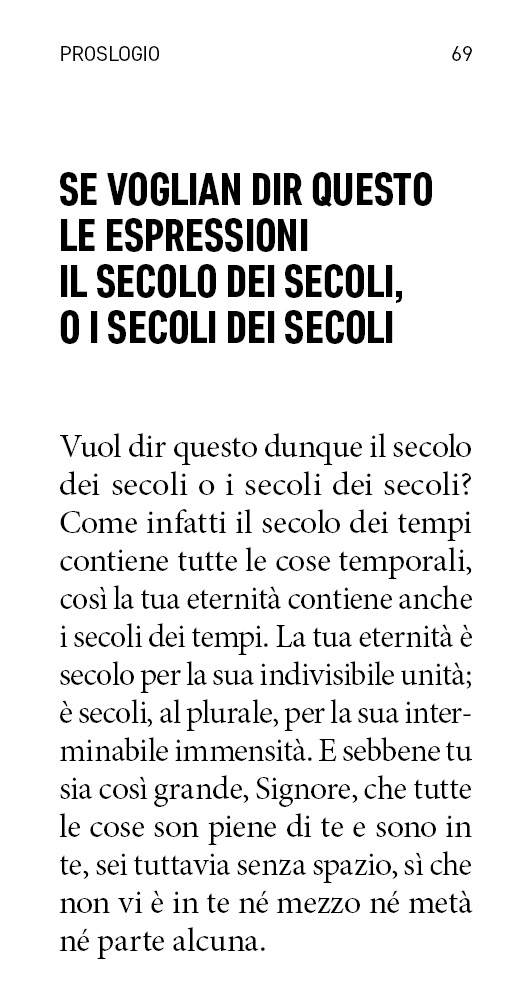 PROSLOGIO 69
SE VOGLIAN DIR QUESTO
LE ESPRESSIONI
IL SECOLO DEI SECOLI,
O I SECOLI DEI SECOLI
Vuol dir questo dunque il secolo
dei secoli o i secoli dei secoli?
Come infatti il secolo dei tempi
contiene tutte le cose temporali,
così la tua eternità contiene anche
i secoli dei tempi. La tua eternità è
secolo per la sua indivisibile unità;
è secoli, al plurale, per la sua inter-
minabile immensità. E sebbene tu
sia così grande, Signore, che tutte
le cose son piene di te e sono in
te, sei tuttavia senza spazio, sì che
non vi è in te né mezzo né metà
né parte alcuna.